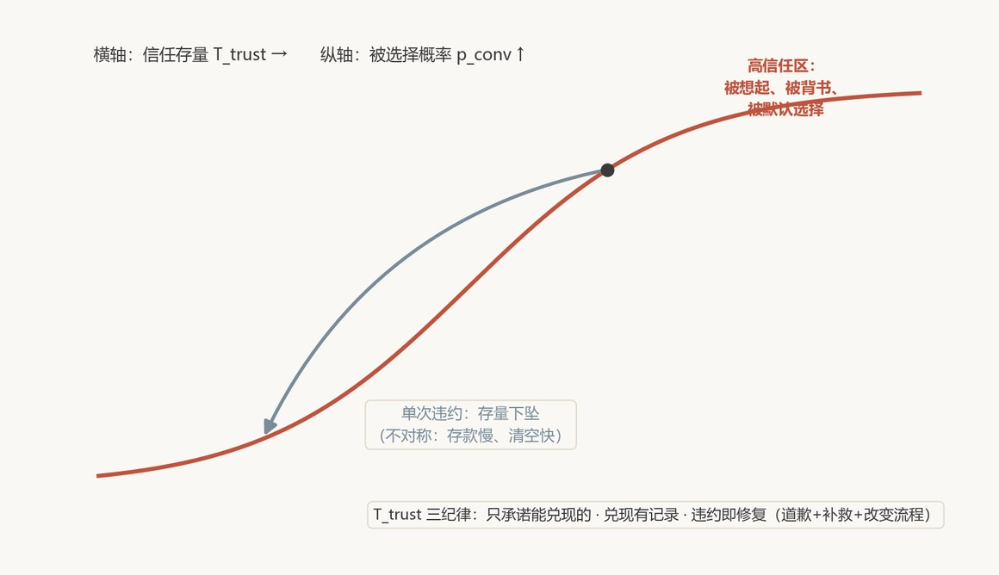 横轴：信任存量 T_trust → 纵轴：被选择概率 p_conv ↑
高信任区：
被想起、被背书、
被默认选择
单次违约：存量下坠
（不对称：存款慢、清空快）
T_trust 三纪律：只承诺能兑现的 · 兑现有记录 · 违约即修复（道歉+补救+改变流程）